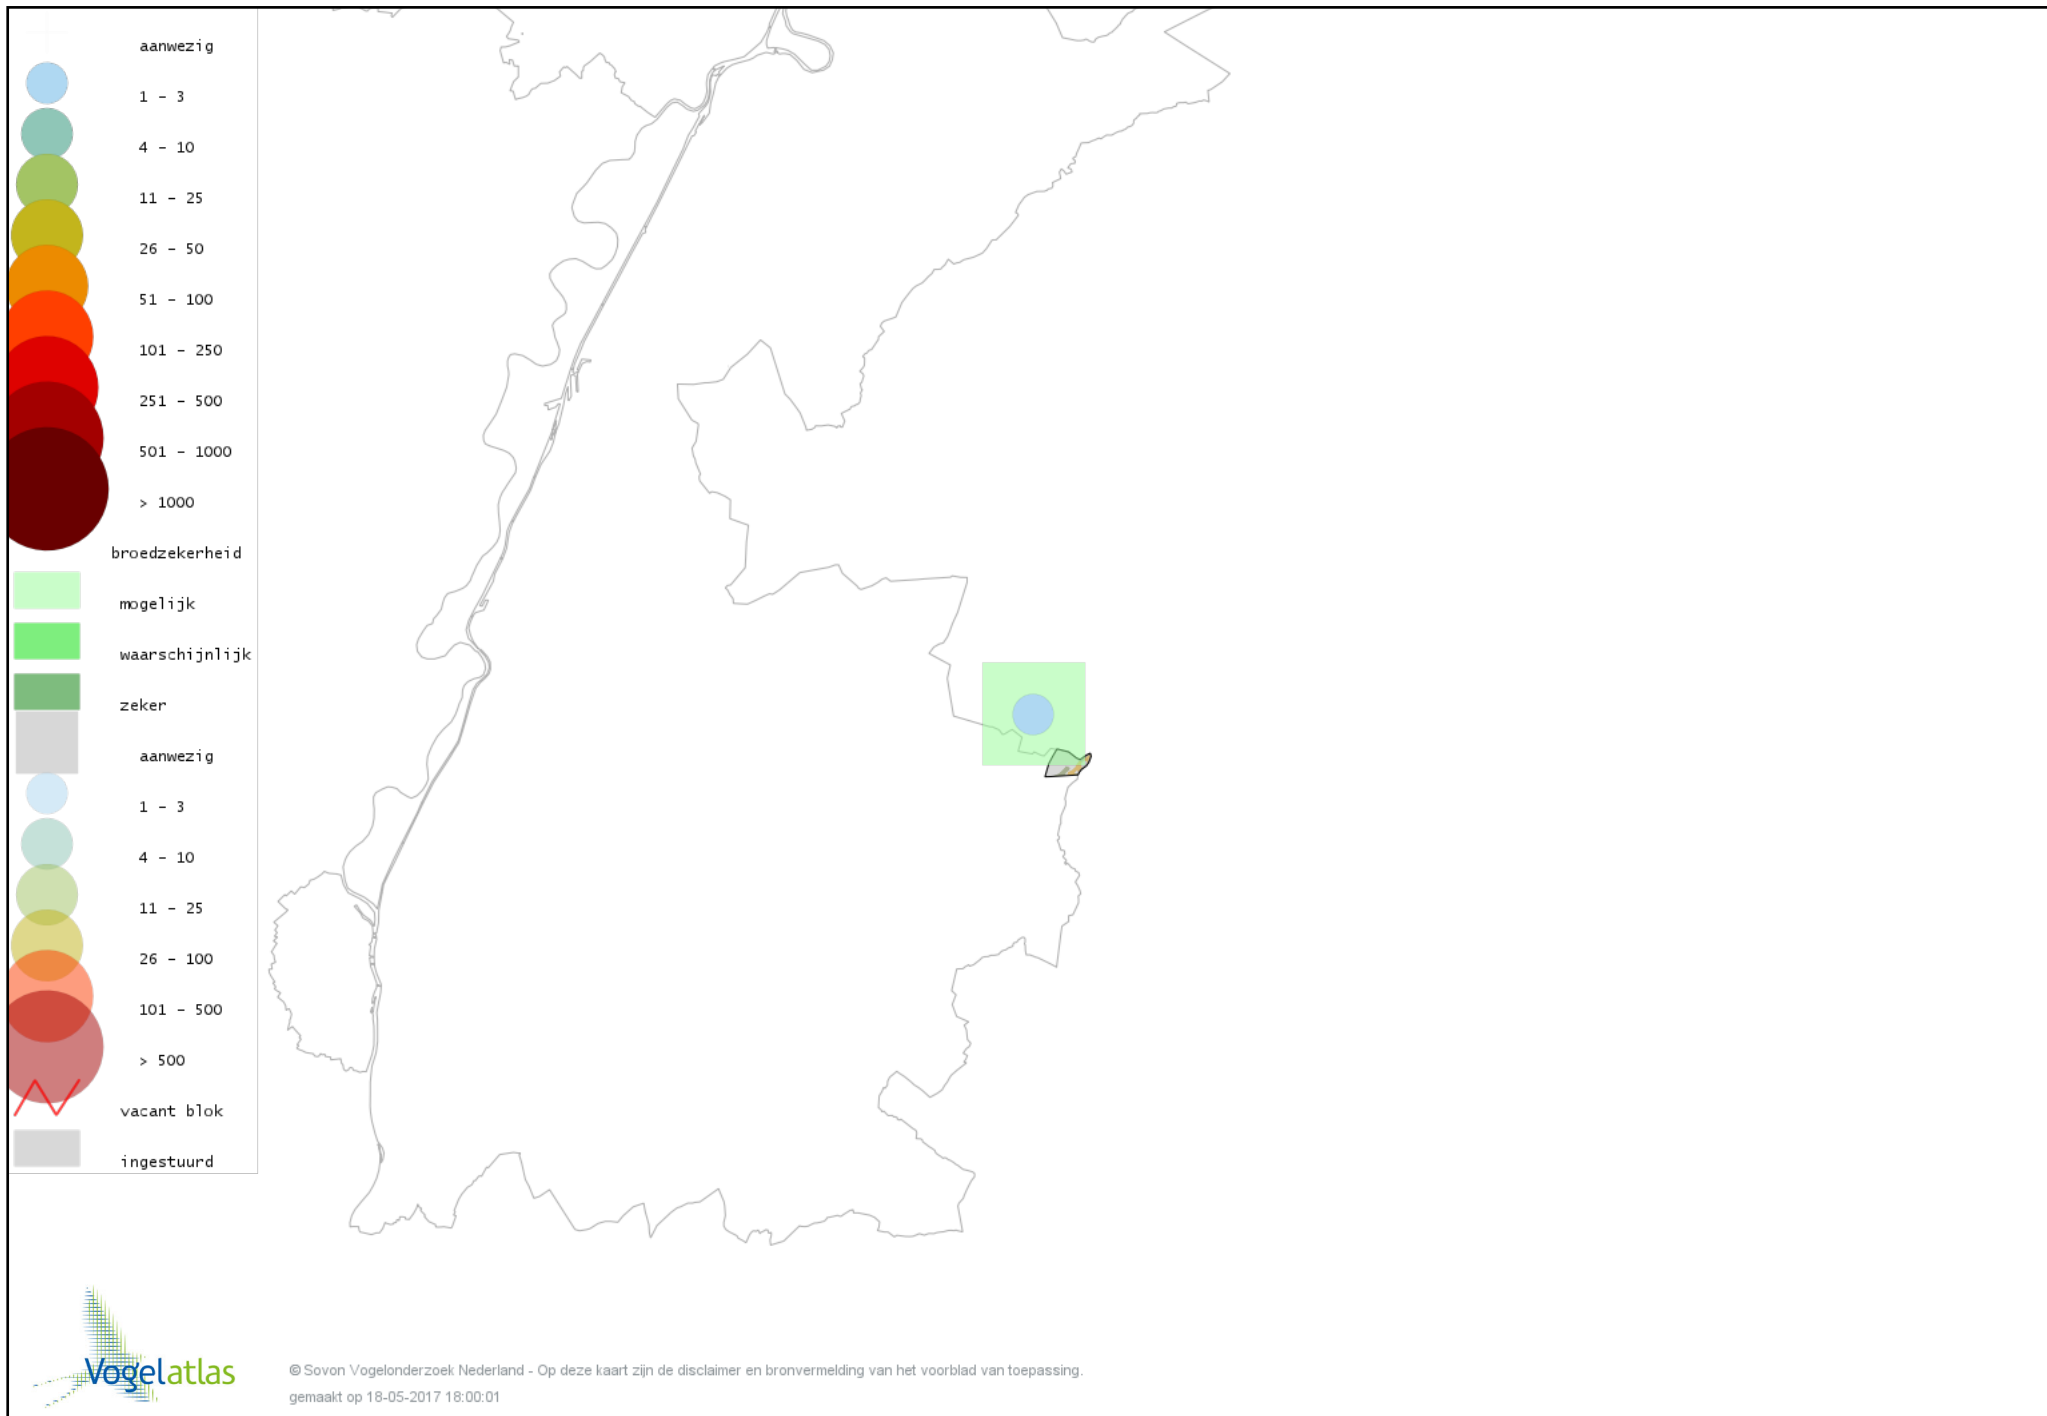 aanwezig
1 – 3
4 – 10
11 – 25
26 – 50
51 – 100
101 – 250
251 – 500
501 – 1000
> 1000
broedzekerheid
mogelijk
waarschijnlijk
zeker
aanwezig
1 – 3
4 – 10
11 – 25
26 – 100
101 – 500
> 500
vacant blok
ingestuurd
Vogelatlas
© Sovon Vogelonderzoek Nederland - Op deze kaart zijn de disclaimer en bronvermelding van het voorblad van toepassing.
gemaakt op 18-05-2017 18:00:01